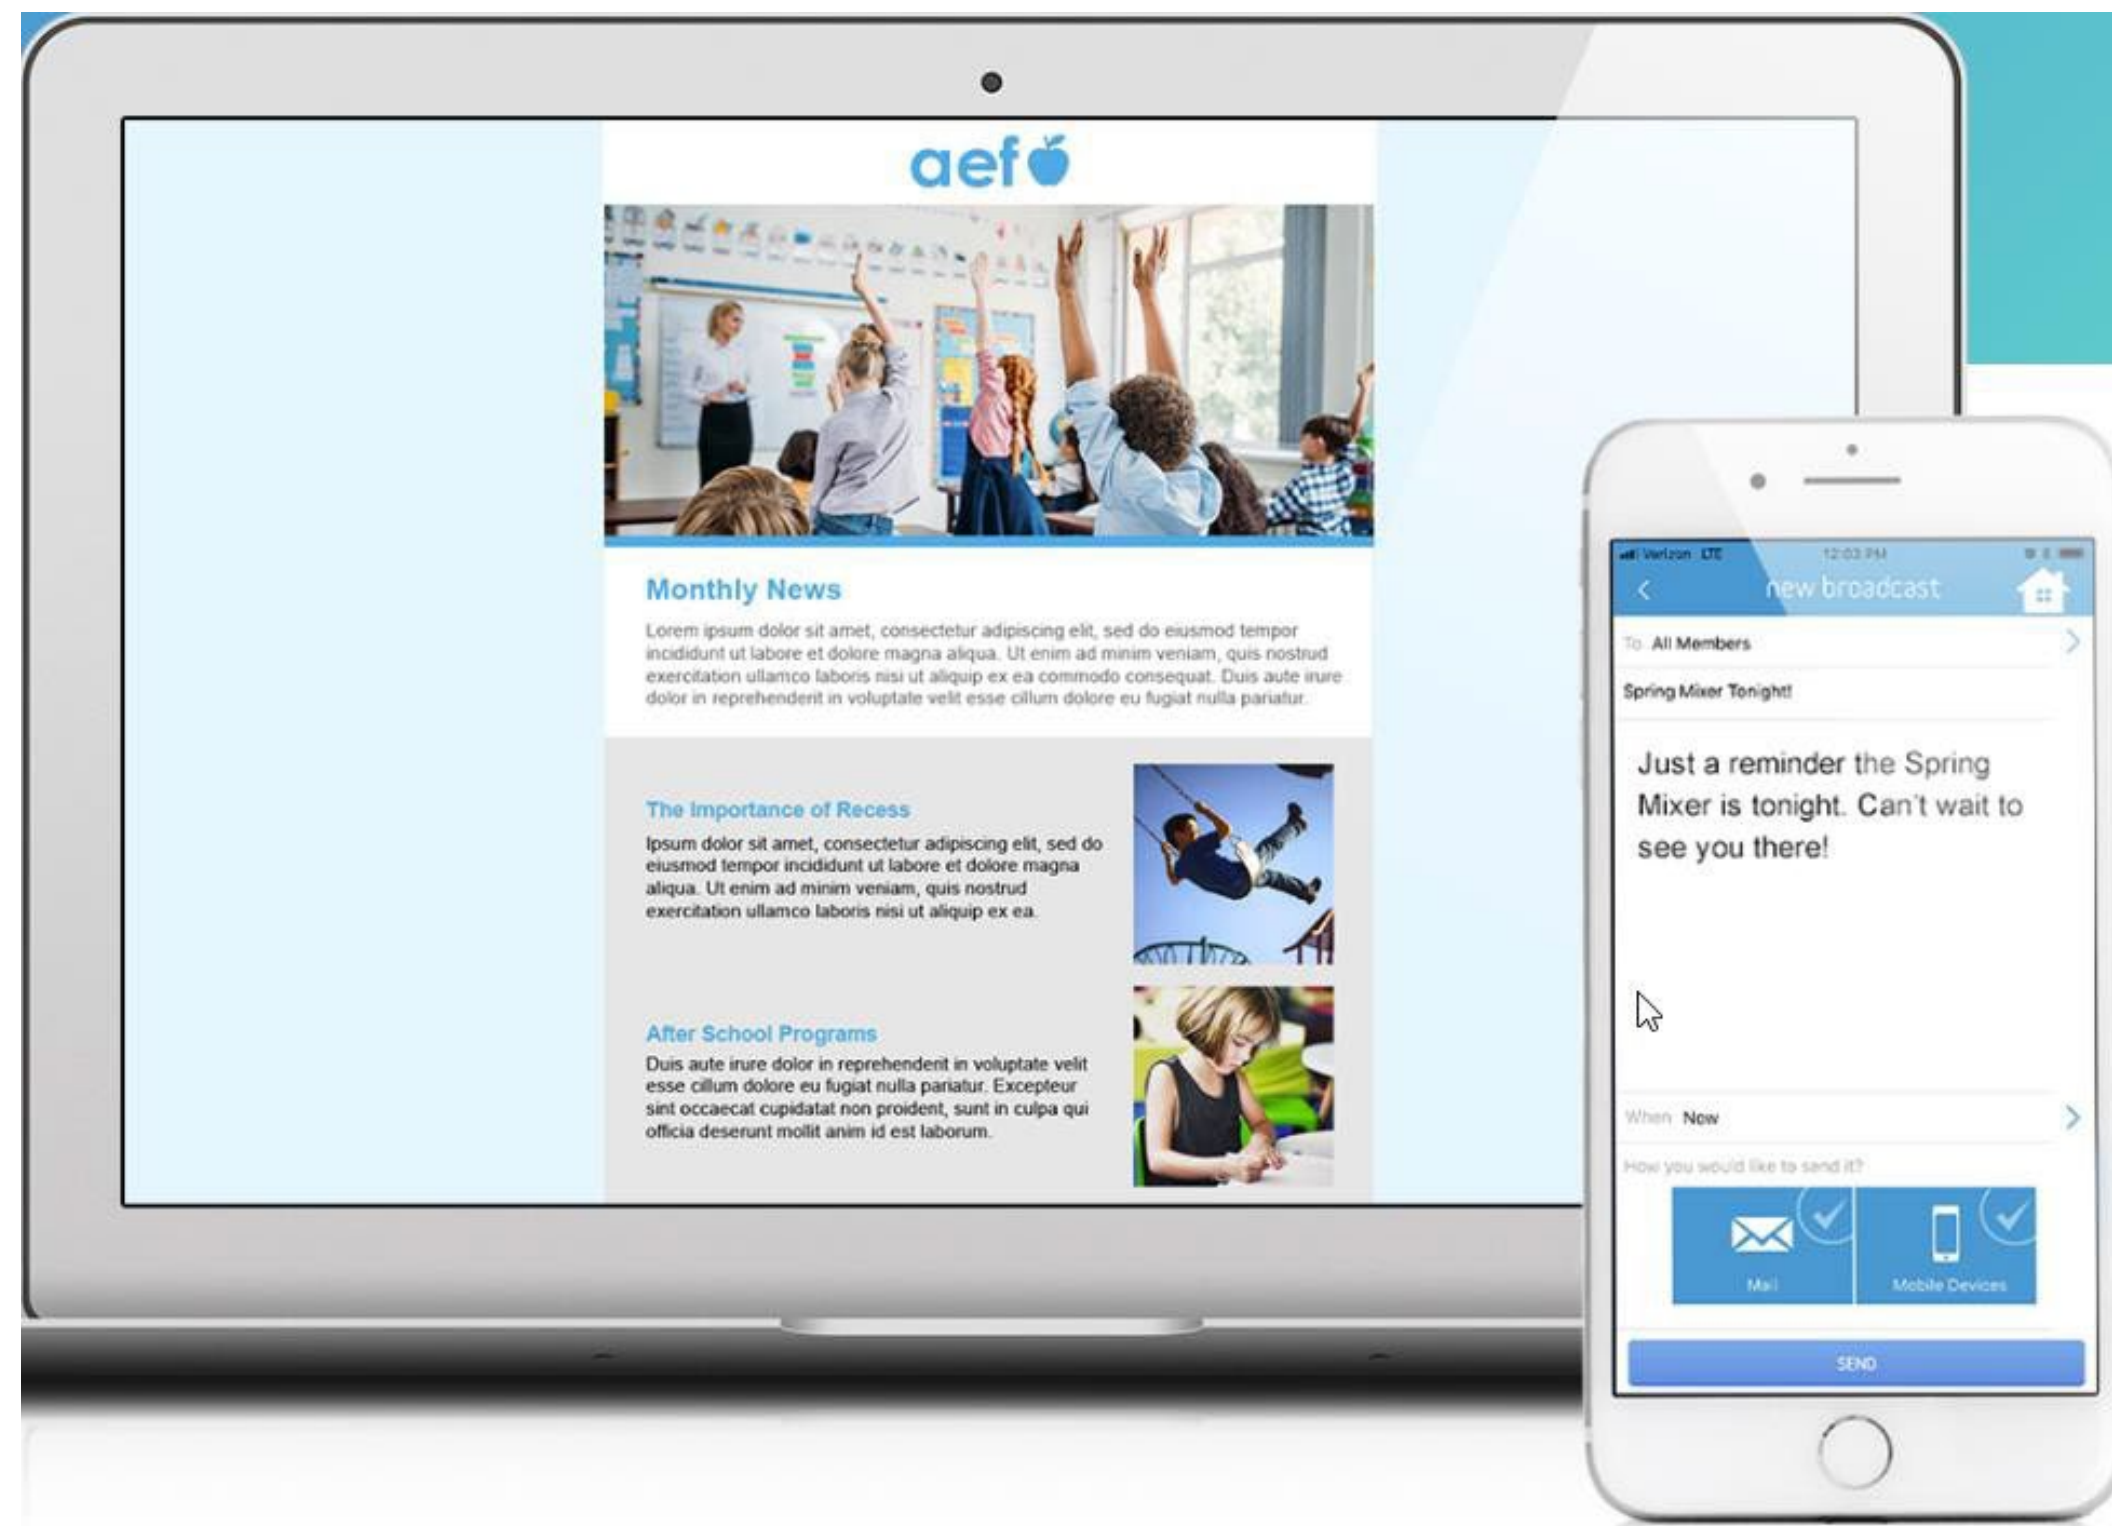 aef
Monthly News
Lorem ipsum dolor sit amet, consectetur adipiscing elit, sed do eiusmod tempor
incididunt ut labore et dolore magna aliqua. Ut enim ad minim veniam, quis nostrud
exercitation ullamco laboris nisi ut aliquip ex ea commodo consequat. Duis aute irure
dolor in reprehenderit in voluptate velit esse cillum dolore eu fugiat nulla pariatur.
The Importance of Recess
Ipsum dolor sit amet, consectetur adipiscing elit, sed do
eiusmod tempor incididunt ut labore et dolore magna
aliqua. Ut enim ad minim veniam, quis nostrud
exercitation ullamco laboris nisi ut aliquip ex ea.
After School Programs
Duis aute irure dolor in reprehenderit in voluptate velit
esse cillum dolore eu fugiat nulla pariatur. Excepteur
sint occaecat cupidatat non proident, sunt in culpa qui
officia deserunt mollit anim id est laborum.
Verizon LTE 12:03 PM
new broadcast
To All Members
Spring Mixer Tonight!
Just a reminder the Spring
Mixer is tonight. Can't wait to
see you there!
When Now
How you would like to send it?
Mail Mobile Devices
SEND